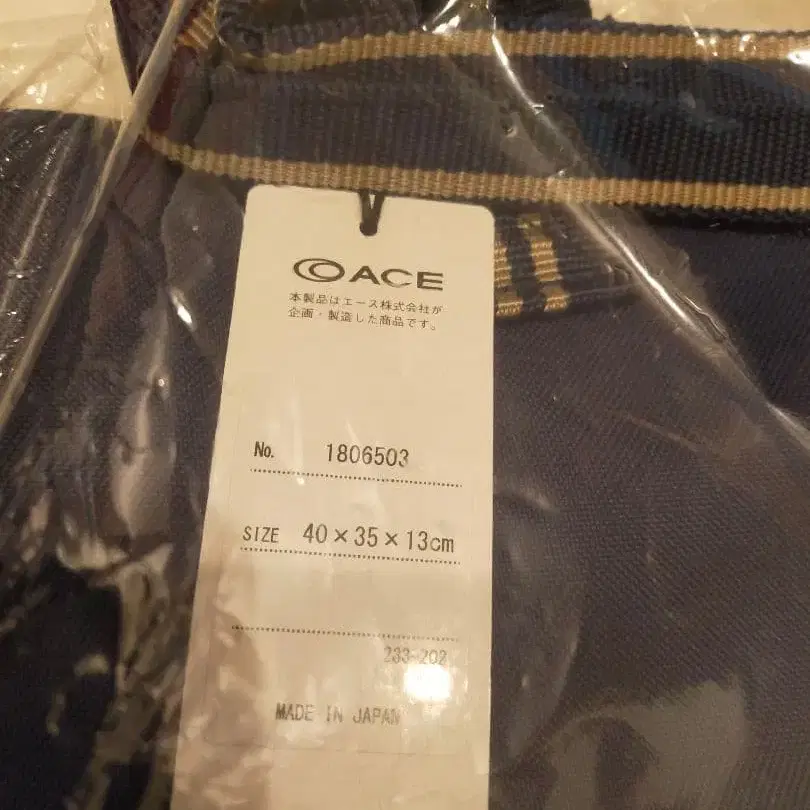 ACE
本製品はエース株式会社が
企画・製造した商品です。
No. 1806503
SIZE 40×35×13cm
233-202
MADE IN JAPAN